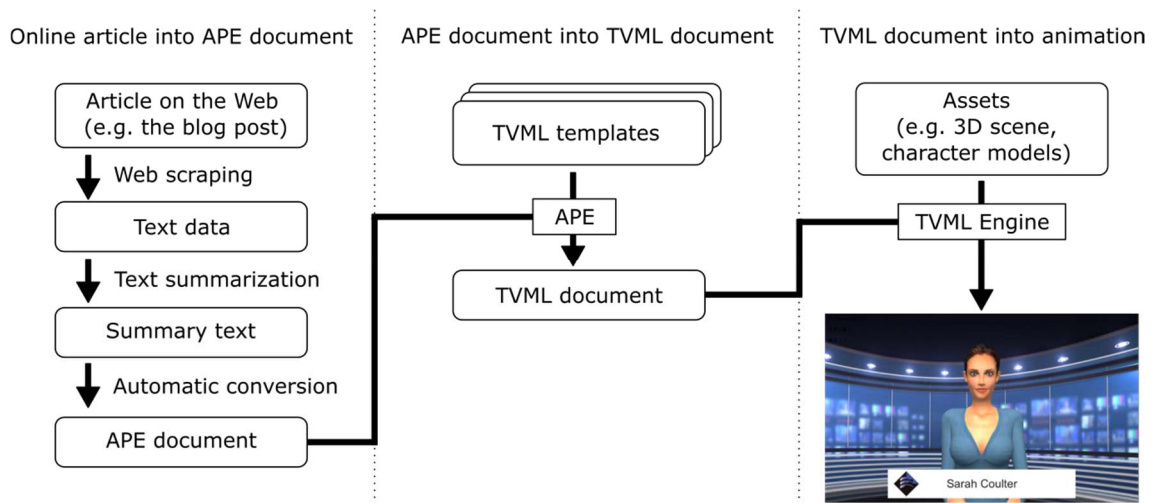 Online article into APE document
Article on the Web
(e.g. the blog post)
Web scraping
Text data
Text summarization
Summary text
Automatic conversion
APE document
APE document into TVML document
TVML templates
APE
TVML document
TVML document into animation
Assets
(e.g. 3D scene,
character models)
TVML Engine
Sarah Coulter